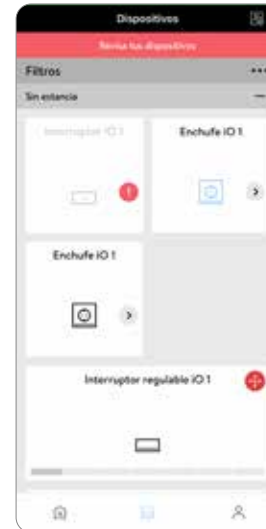 Dispositivos
Revisa tus dispositivos
Filtros
Sin estancia
Interruptor iO 1
Enchufe iO 1
Enchufe iO 1
Interruptor regulable iO 1